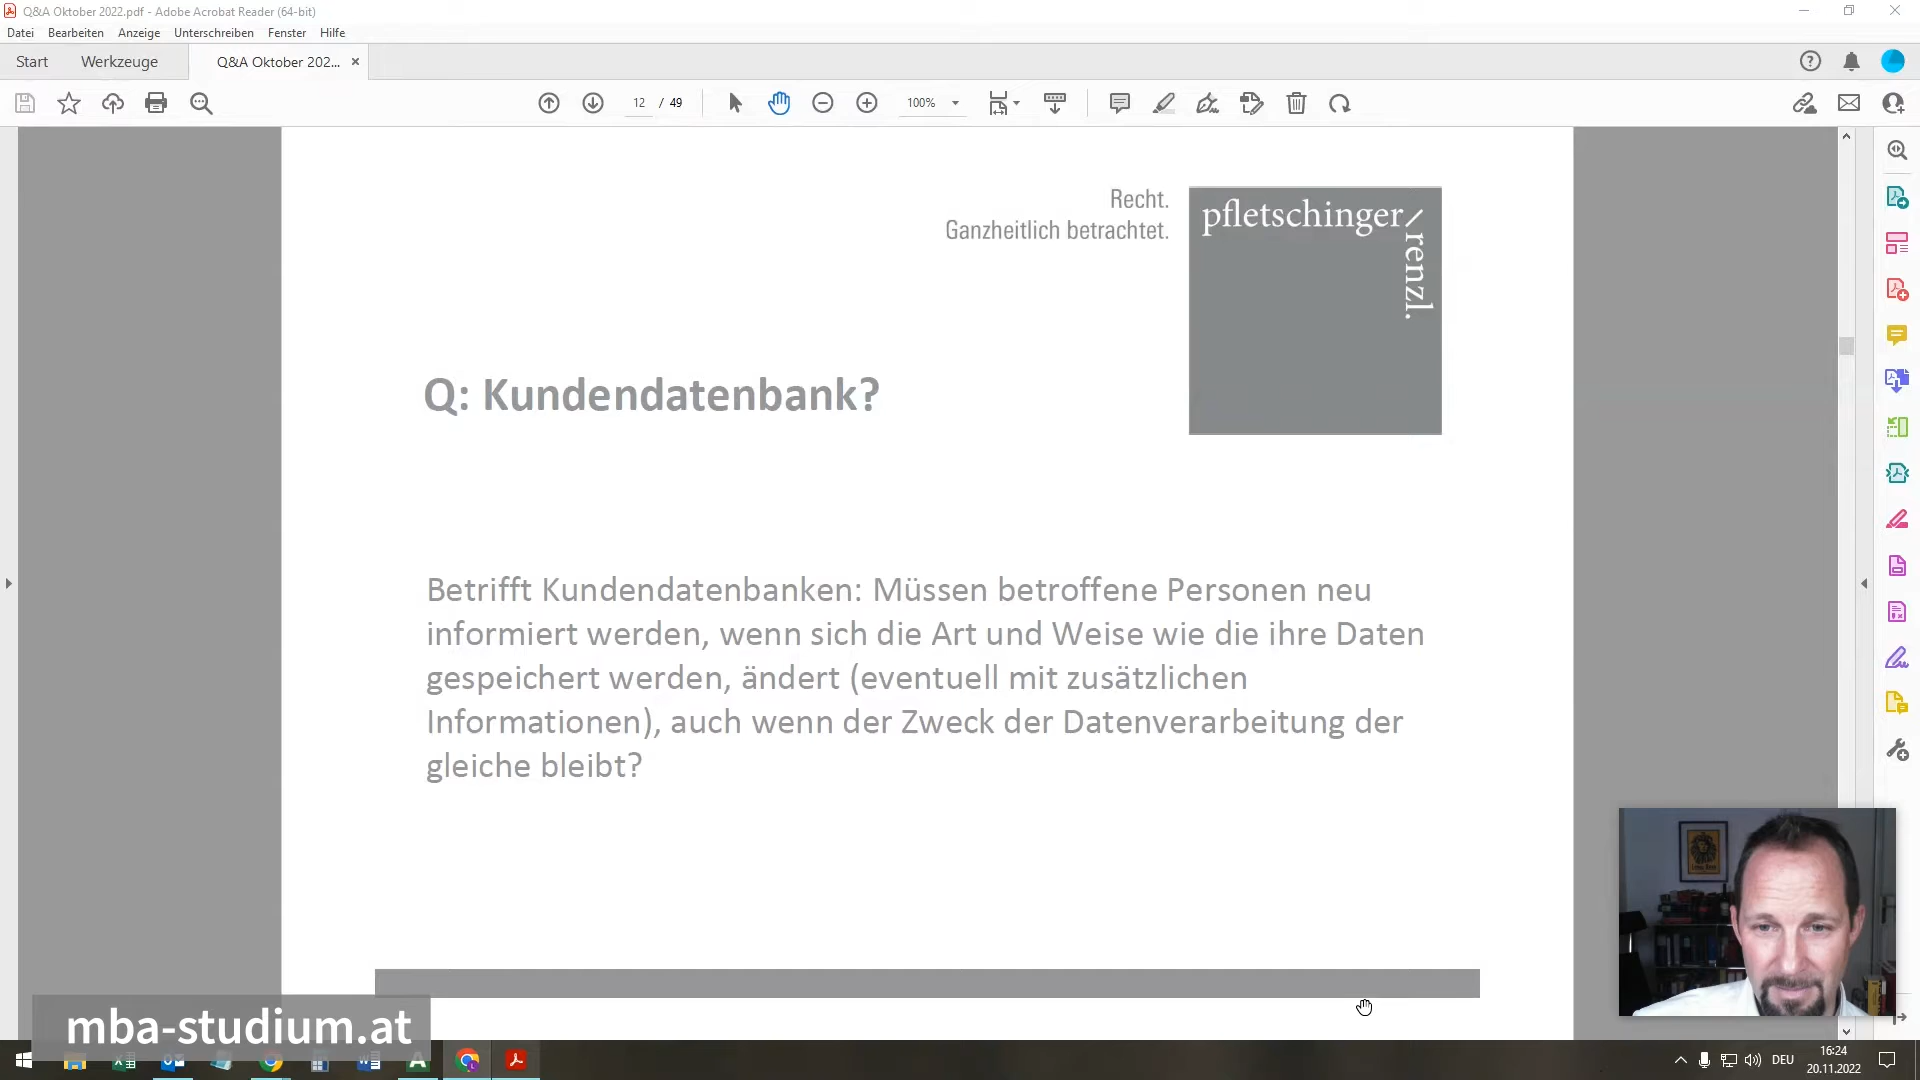 Q&A Oktober 2022.pdf - Adobe Acrobat Reader (64-bit)
Datei Bearbeiten Anzeige Unterschreiben Fenster Hilfe
Start Werkzeuge Q&A Oktober 202... ×
12 / 49 100%
Recht.
Ganzheitlich betrachtet.
pfletschinger/
renzl.
Q: Kundendatenbank?
Betrifft Kundendatenbanken: Müssen betroffene Personen neu
informiert werden, wenn sich die Art und Weise wie die ihre Daten
gespeichert werden, ändert (eventuell mit zusätzlichen
Informationen), auch wenn der Zweck der Datenverarbeitung der
gleiche bleibt?
mba-studium.at
DEU 16:24
20.11.2022